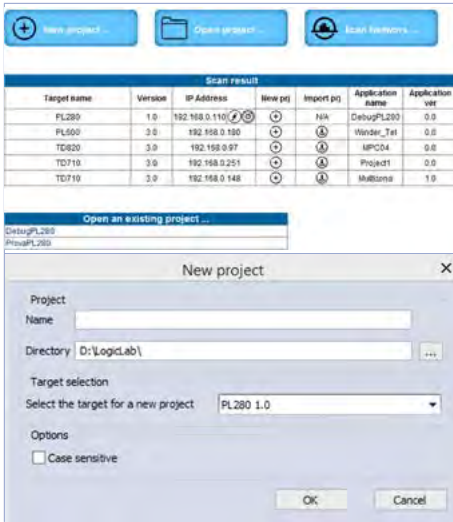 New project ...
Open project ...
Scan Network ...
Scan result
Target name Version IP Address New prj Import prj Application name Application ver
PL280 1.0 192.168.0.110 N/A DebugPL280 0.0
PL600 3.0 192.168.0.180 Winder_Tel 0.0
TD820 3.0 192.158.0.97 MPC04 0.0
TD710 3.0 192.168.0.251 Project1 0.0
TD710 3.0 192.168.0.148 1.0
Open an existing project ...
DebugPL280
ProvaPL280
New project
Project
Name
Directory D:\LogicLab\ ...
Target selection
Select the target for a new project PL280 1.0
Options
Case sensitive
OK Cancel